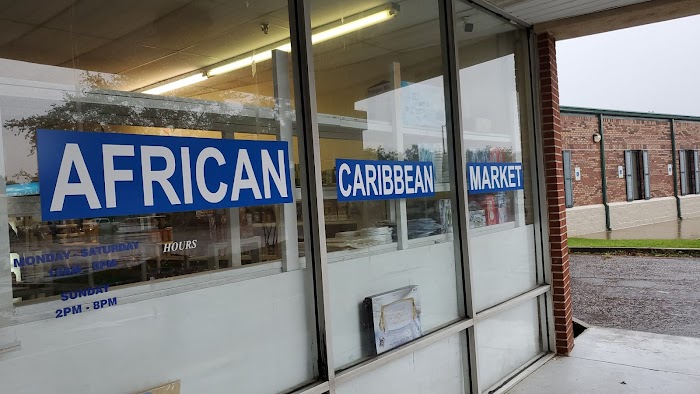 AFRICAN
CARIBBEAN
MARKET
HOURS
MONDAY - SATURDAY
SUNDAY
2PM - 8PM